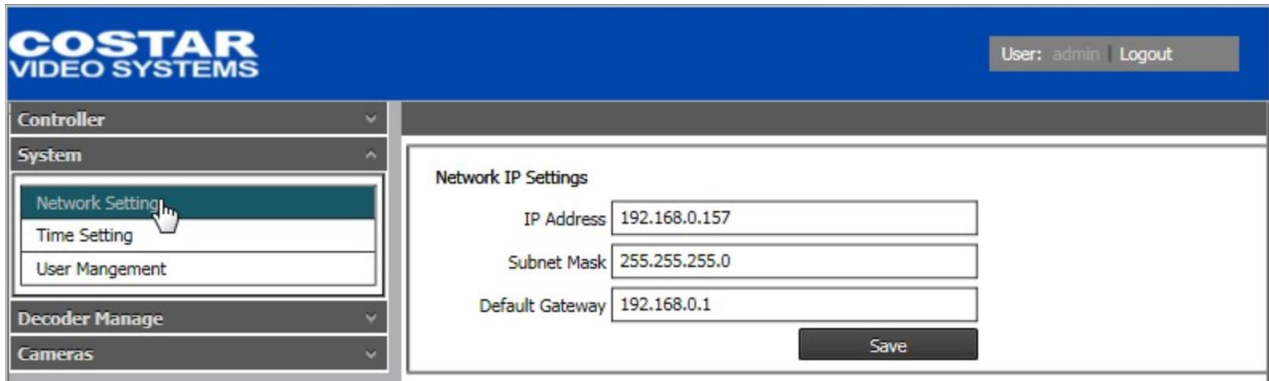 COSTAR
VIDEO SYSTEMS
User: admin | Logout
Controller
System
Network Setting
Time Setting
User Mangement
Decoder Manage
Cameras
Network IP Settings
IP Address 192.168.0.157
Subnet Mask 255.255.255.0
Default Gateway 192.168.0.1
Save